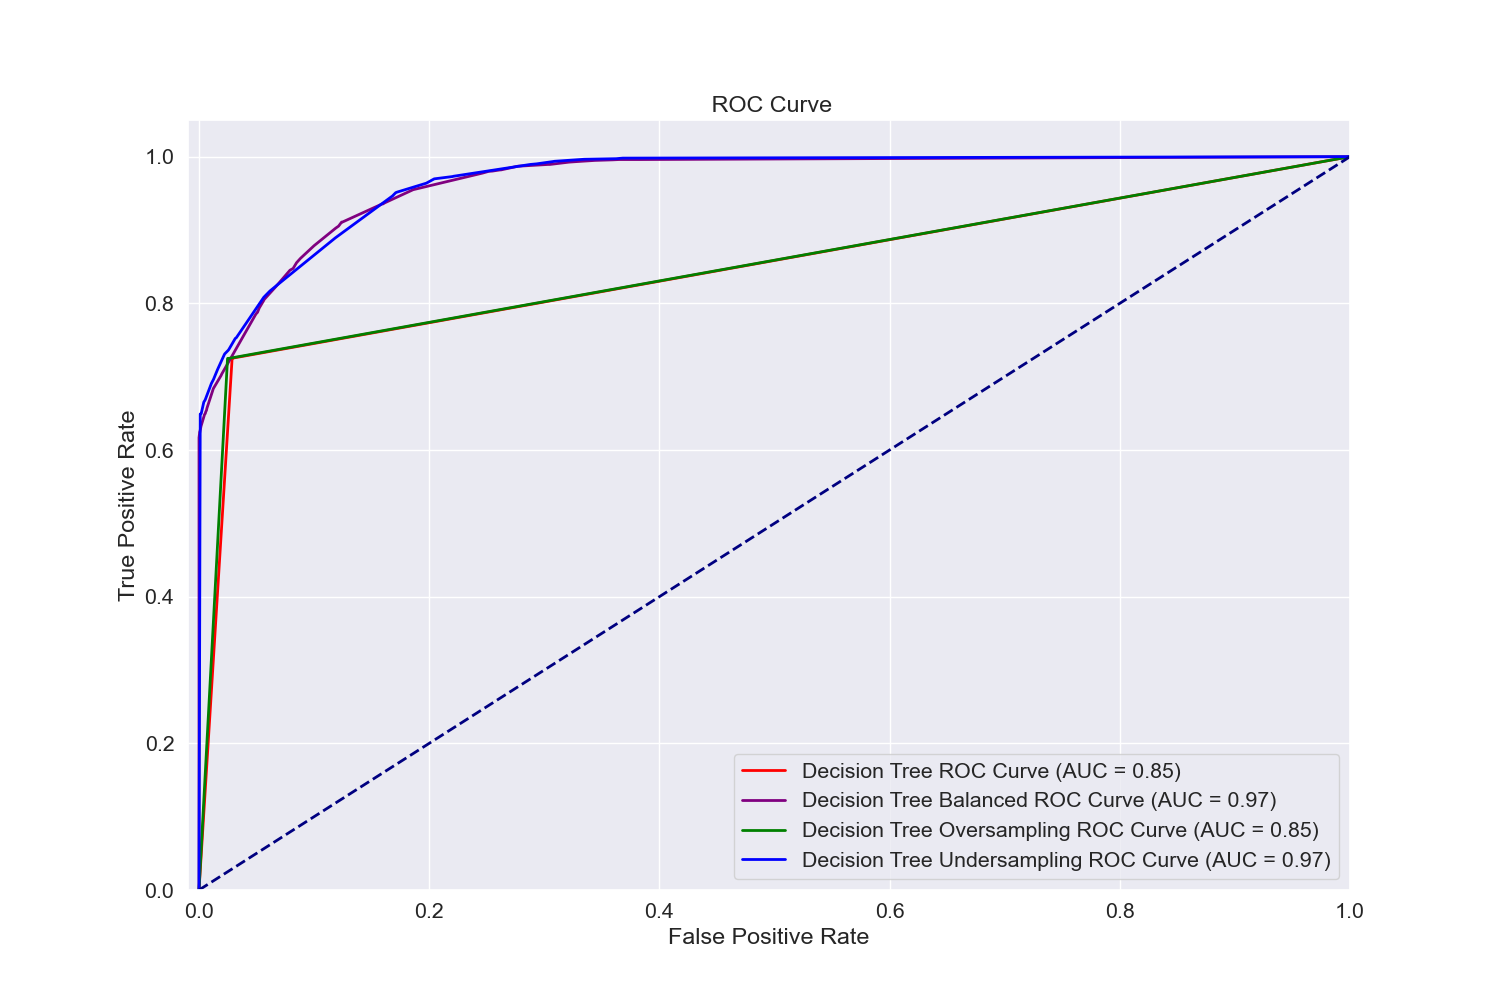 ROC Curve
1.0
0.8
0.6
0.4
0.2
0.0
True Positive Rate
0.0 0.2 0.4 0.6 0.8 1.0
False Positive Rate
Decision Tree ROC Curve (AUC = 0.85)
Decision Tree Balanced ROC Curve (AUC = 0.97)
Decision Tree Oversampling ROC Curve (AUC = 0.85)
Decision Tree Undersampling ROC Curve (AUC = 0.97)